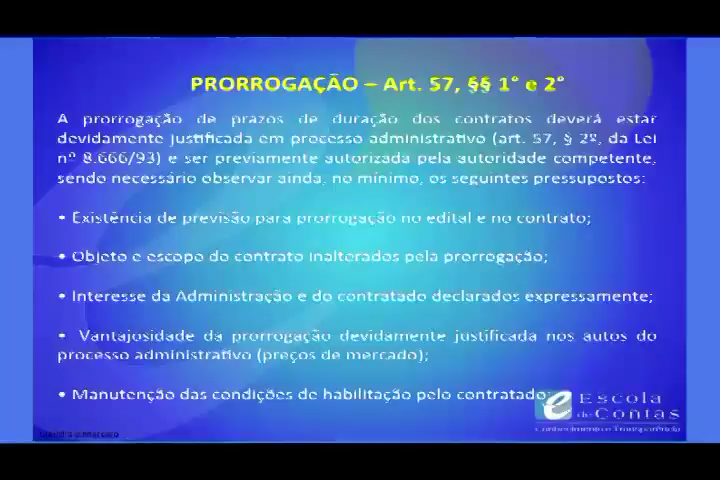 PRORROGAÇÃO – Art. 57, §§ 1° e 2°
A prorrogação de prazos de duração dos contratos deverá estar
devidamente justificada em processo administrativo (art. 57, § 2º, da Lei
nº 8.666/93) e ser previamente autorizada pela autoridade competente,
sendo necessário observar ainda, no mínimo, os seguintes pressupostos:
• Existência de previsão para prorrogação no edital e no contrato;
• Objeto e escopo do contrato inalterados pela prorrogação;
• Interesse da Administração e do contratado declarados expressamente;
• Vantajosidade da prorrogação devidamente justificada nos autos do
processo administrativo (preços de mercado);
• Manutenção das condições de habilitação pelo contratado
e Escola
de Contas
Conhecimento e Transparência